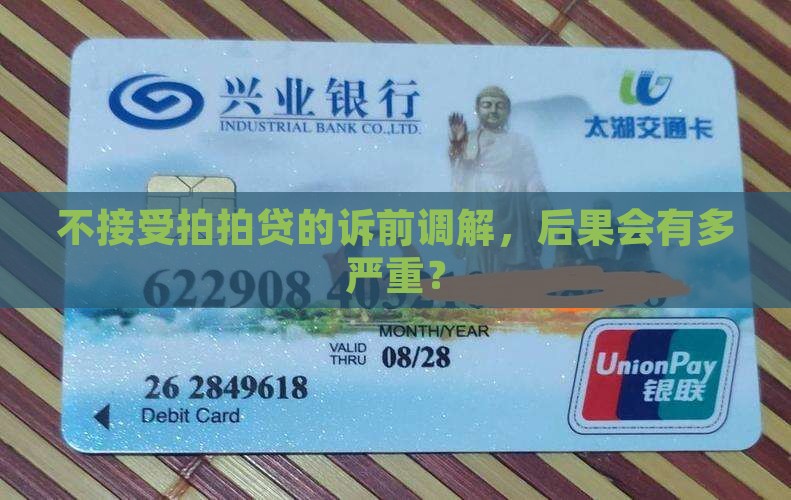 兴业银行
INDUSTRIAL BANK CO.,LTD.
太湖交通卡
不接受拍拍贷的诉前调解，后果会有多
严重？
622908
MONTH/YEAR
VALID
THRU
08/28
26 2849618
Debit Card
UnionPay
银联